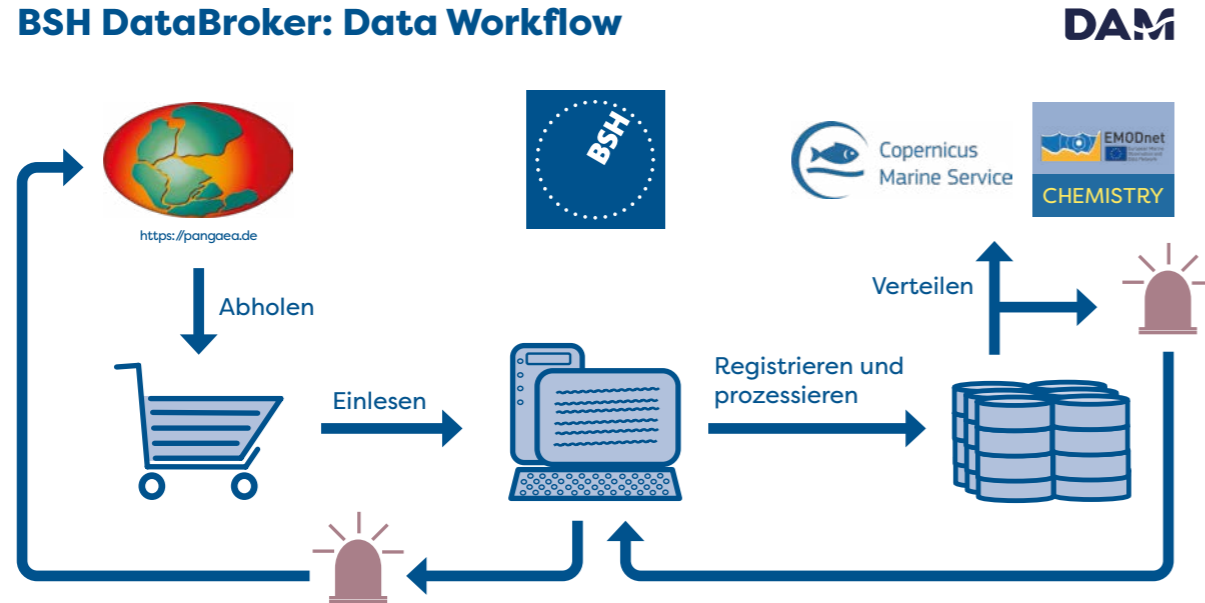 BSH DataBroker: Data Workflow
DAM
BSH
Copernicus
Marine Service
EMODnet
CHEMISTRY
https://pangaea.de
Abholen
Verteilen
Einlesen
Registrieren und
prozessieren